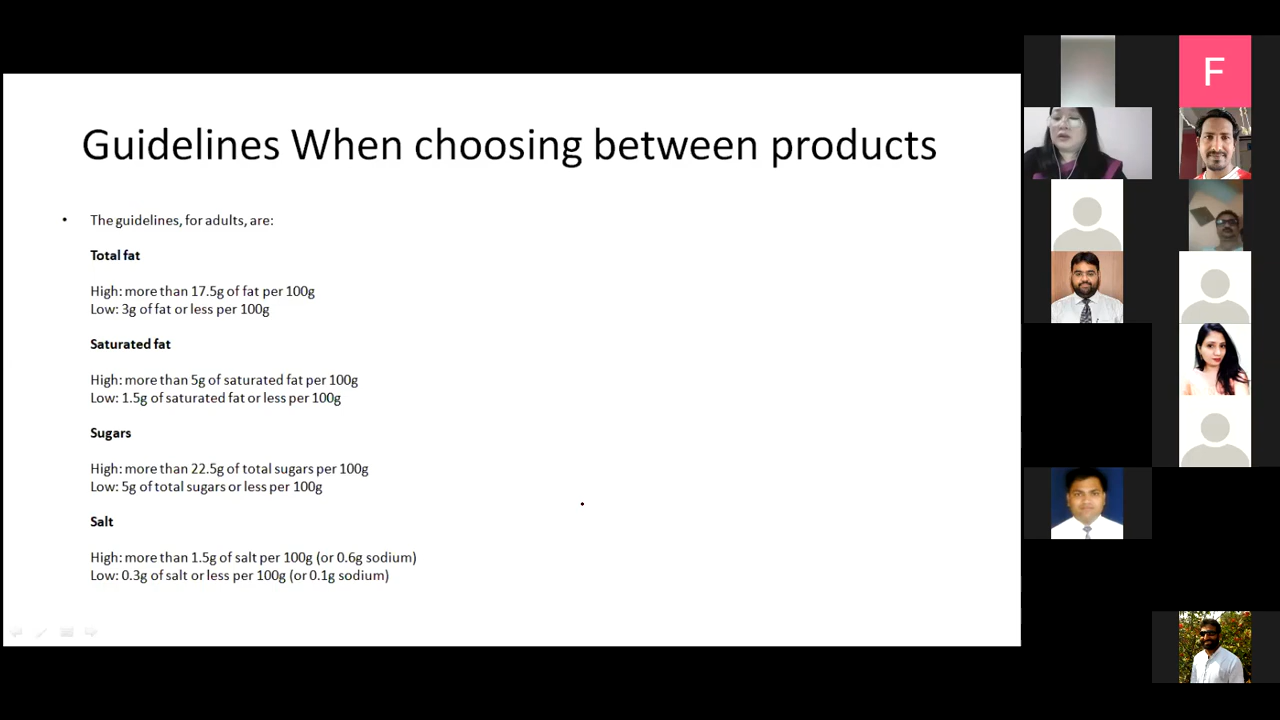 Guidelines When choosing between products
• The guidelines, for adults, are:
Total fat
High: more than 17.5g of fat per 100g
Low: 3g of fat or less per 100g
Saturated fat
High: more than 5g of saturated fat per 100g
Low: 1.5g of saturated fat or less per 100g
Sugars
High: more than 22.5g of total sugars per 100g
Low: 5g of total sugars or less per 100g
Salt
High: more than 1.5g of salt per 100g (or 0.6g sodium)
Low: 0.3g of salt or less per 100g (or 0.1g sodium)
F